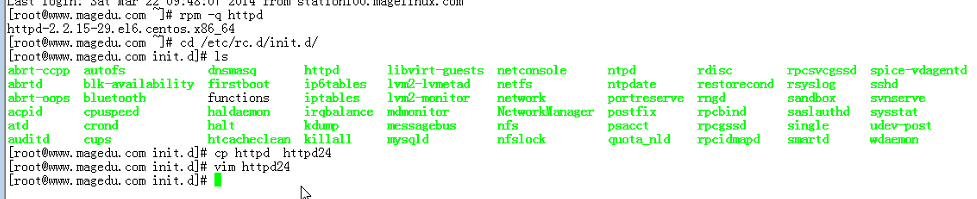 Last login: Sat Mar 22 09:48:01 2014 from station100.magelinux.com
[root@www.magedu.com ~]# rpm -q httpd
httpd-2.2.15-29.el6.centos.x86_64
[root@www.magedu.com ~]# cd /etc/rc.d/init.d/
[root@www.magedu.com init.d]# ls
abrt-ccpp autofs dnsmasq httpd libvirt-guests netconsole ntpd rdisc rpcsvcgssd spice-vdagentd
abrtd blk-availability firstboot ip6tables lvm2-lvmetad netfs ntpdate restorecond rsyslog sshd
abrt-oops bluetooth functions iptables lvm2-monitor network portreserve rngd sandbox svnserve
acpid cpuspeed haldaemon irqbalance mdmonitor NetworkManager postfix rpcbind saslauthd sysstat
atd crond halt kdump messagebus nfs psacct rpcgssd single udev-post
auditd cups htcacheclean killall mysqld nfslock quota_nld rpcidmapd smartd wdaemon
[root@www.magedu.com init.d]# cp httpd httpd24
[root@www.magedu.com init.d]# vim httpd24
[root@www.magedu.com init.d]#